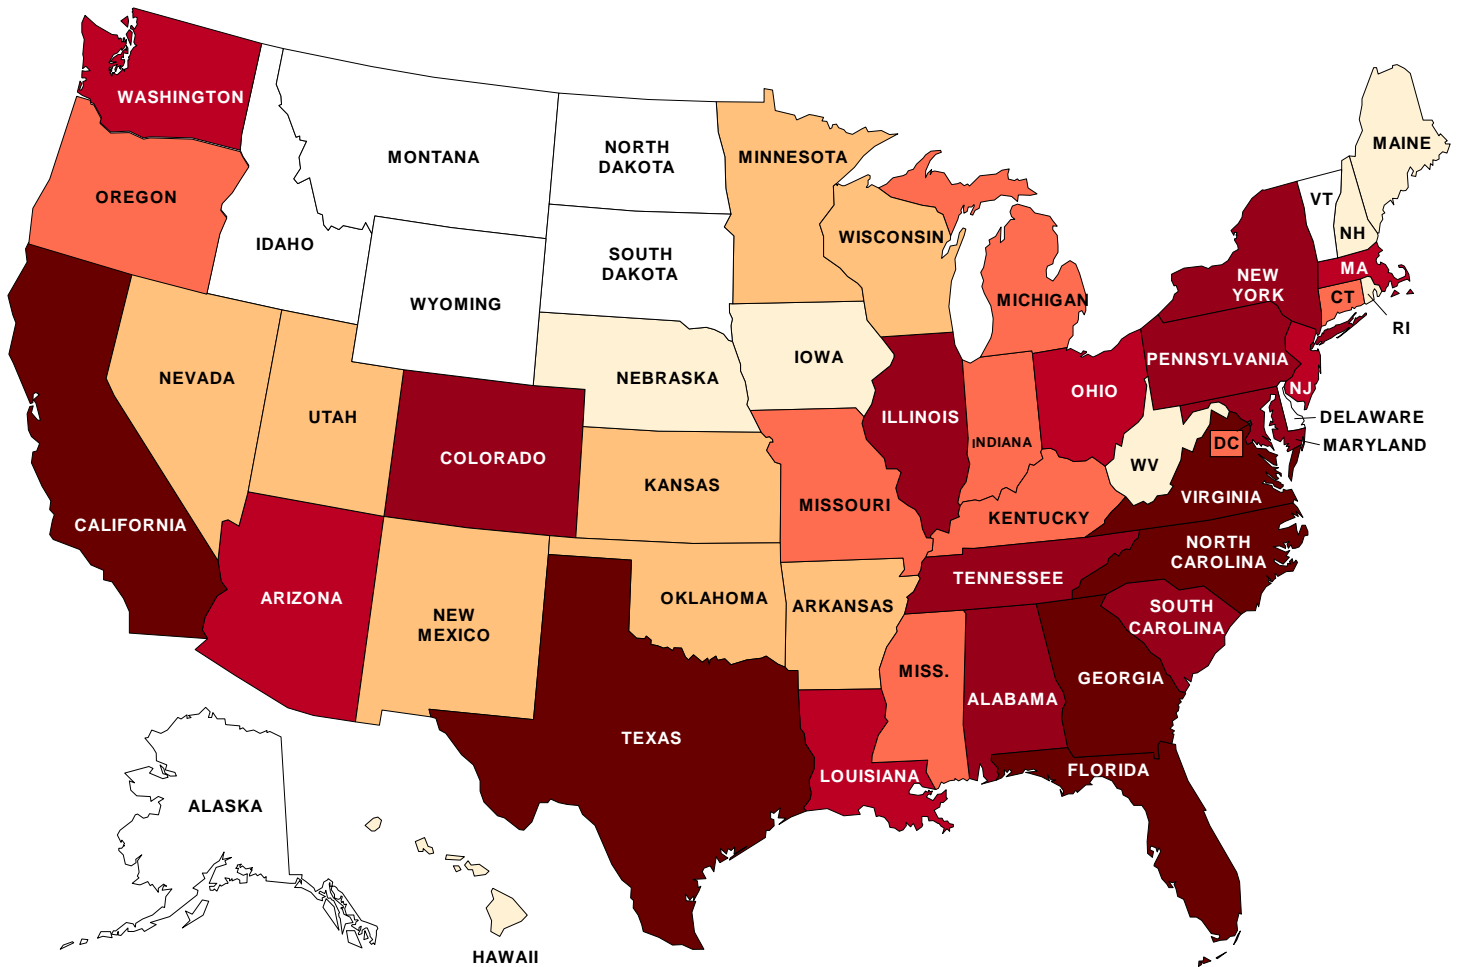 WASHINGTON
MONTANA
NORTH
DAKOTA
MINNESOTA
MAINE
OREGON
VT
WISCONSIN
NH
IDAHO
SOUTH
DAKOTA
WYOMING
MICHIGAN
NEW
YORK
MA
CT
RI
NEVADA
UTAH
NEBRASKA
IOWA
PENNSYLVANIA
NJ
OHIO
ILLINOIS
INDIANA
DELAWARE
MARYLAND
DC
COLORADO
WV
KANSAS
MISSOURI
KENTUCKY
VIRGINIA
CALIFORNIA
NORTH
CAROLINA
TENNESSEE
ARIZONA
NEW
MEXICO
OKLAHOMA
ARKANSAS
SOUTH
CAROLINA
MISS.
ALABAMA
GEORGIA
TEXAS
LOUISIANA
FLORIDA
ALASKA
HAWAII